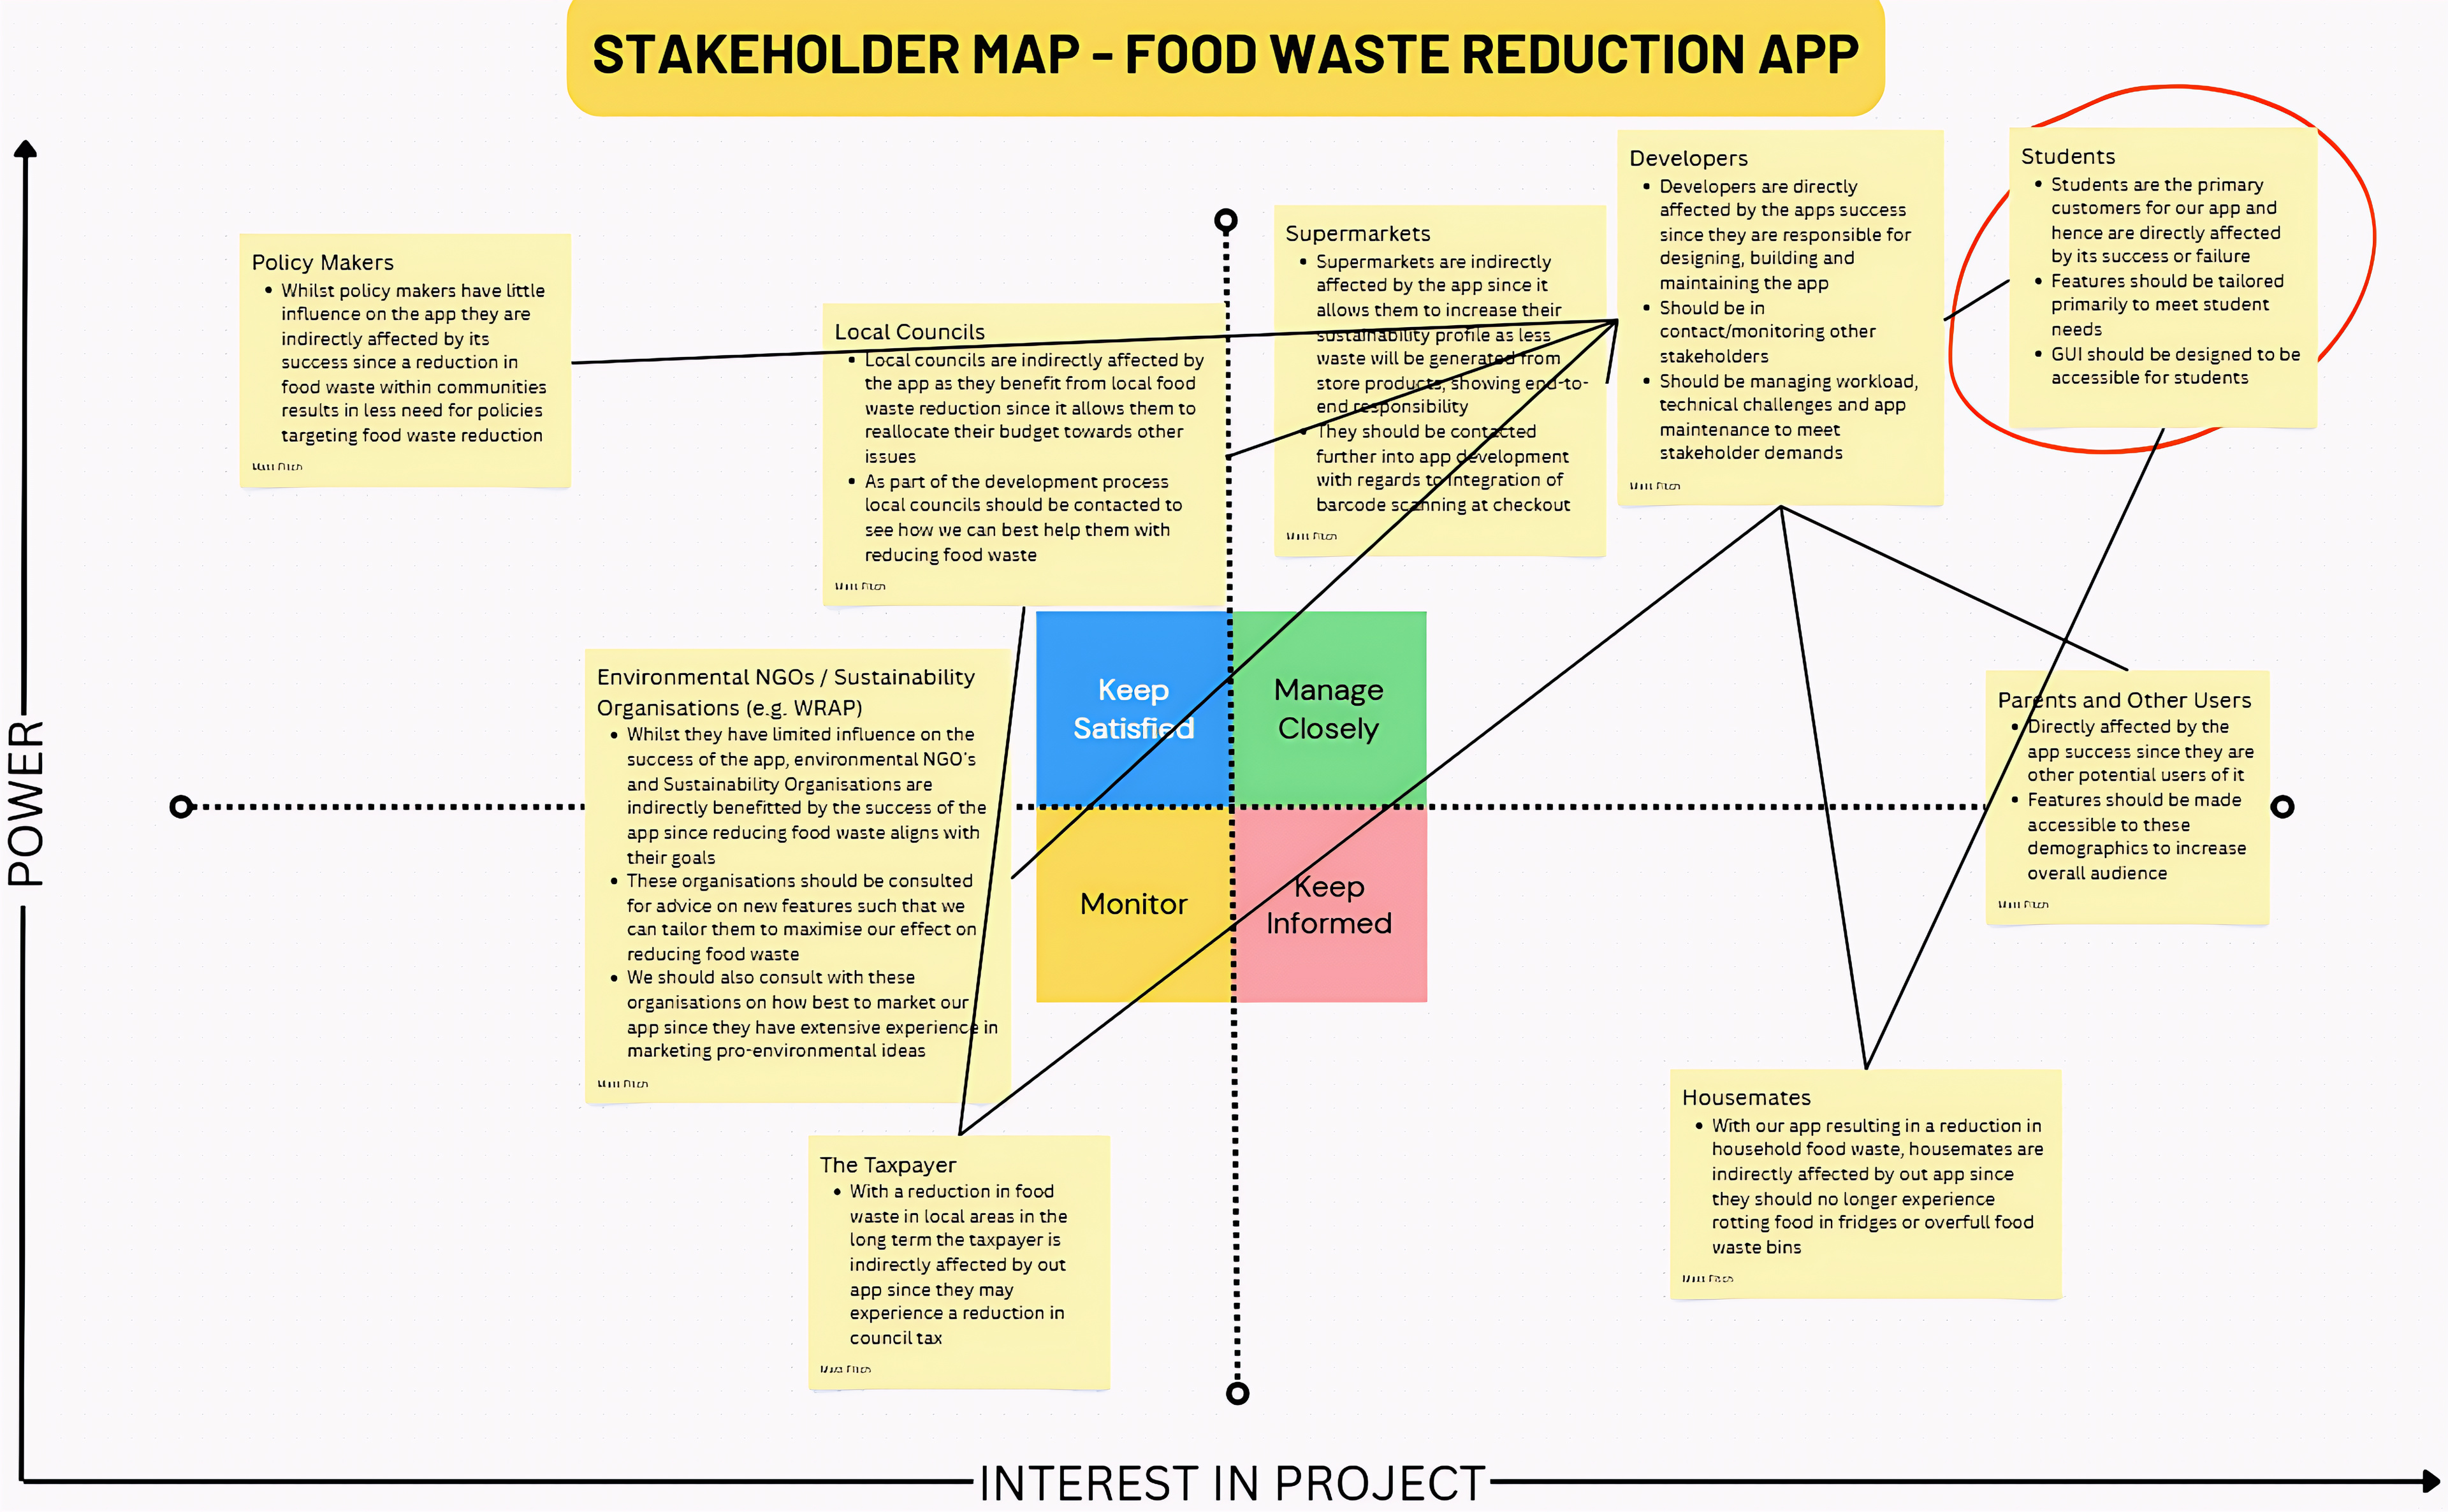 STAKEHOLDER MAP - FOOD WASTE REDUCTION APP
POWER
Policy Makers
Whilst policy makers have little
influence on the app they are
indirectly affected by its
success since a reduction in
food waste within communities
results in less need for policies
targeting food waste reduction
Local Councils
Local councils are indirectly affected by
the app as they benefit from local food
waste reduction since it allows them to
reallocate their budget towards other
issues
As part of the development process
local councils should be contacted to
see how we can best help them with
reducing food waste
Supermarkets
Supermarkets are indirectly
affected by the app since it
allows them to increase their
sustainability profile as less
waste will be generated from
store products, showing end-to-
end responsibility
They should be contacted
further into app development
with regards to integration of
barcode scanning at checkout
Developers
Developers are directly
affected by the apps success
since they are responsible for
designing, building and
maintaining the app
Should be in
contact/monitoring other
stakeholders
Should be managing workload,
technical challenges and app
maintenance to meet
stakeholder demands
Students
Students are the primary
customers for our app and
hence are directly affected
by its success or failure
Features should be tailored
primarily to meet student
needs
GUI should be designed to be
accessible for students
Environmental NGOs / Sustainability
Organisations (e.g. WRAP)
Whilst they have limited influence on the
success of the app, environmental NGO's
and Sustainability Organisations are
indirectly benefitted by the success of the
app since reducing food waste aligns with
their goals
These organisations should be consulted
for advice on new features such that we
can tailor them to maximise our effect on
reducing food waste
We should also consult with these
organisations on how best to market our
app since they have extensive experience in
marketing pro-environmental ideas
Keep
Satisfied
Manage
Closely
Monitor
Keep
Informed
Parents and Other Users
Directly affected by the
app success since they are
other potential users of it
Features should be made
accessible to these
demographics to increase
overall audience
The Taxpayer
With a reduction in food
waste in local areas in the
long term the taxpayer is
indirectly affected by out
app since they may
experience a reduction in
council tax
Housemates
With our app resulting in a reduction in
household food waste, housemates are
indirectly affected by out app since
they should no longer experience
rotting food in fridges or overfull food
waste bins
INTEREST IN PROJECT